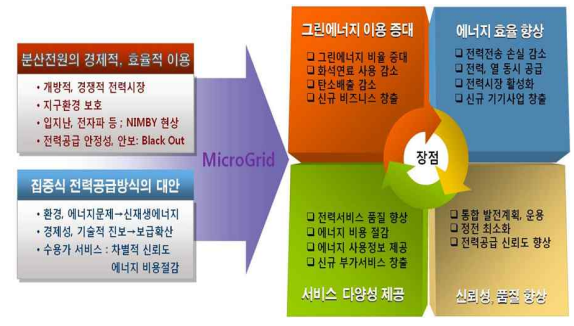 분산전원의 경제적, 효율적 이용
• 개방적, 경쟁적 전력시장
• 지구환경 보호
• 입지난, 전자파 등 ; NIMBY 현상
• 전력공급 안정성, 안보: Black Out
집중식 전력공급방식의 대안
• 환경, 에너지문제→신재생에너지
• 경제성, 기술적 진보→보급확산
• 수용가 서비스 : 차별적 신뢰도
에너지 비용절감
MicroGrid
그린에너지 이용 증대
❑ 그린에너지 비율 증대
❑ 화석연료 사용 감소
❑ 탄소배출 감소
❑ 신규 비즈니스 창출
에너지 효율 향상
❑ 전력전송 손실 감소
❑ 전력, 열 동시 공급
❑ 전력시장 활성화
❑ 신규 기기사업 창출
장점
❑ 전력서비스 품질 향상
❑ 에너지 비용 절감
❑ 에너지 사용정보 제공
❑ 신규 부가서비스 창출
서비스 다양성 제공
❑ 통합 발전계획, 운용
❑ 정전 최소화
❑ 전력공급 신뢰도 향상
신뢰성, 품질 향상